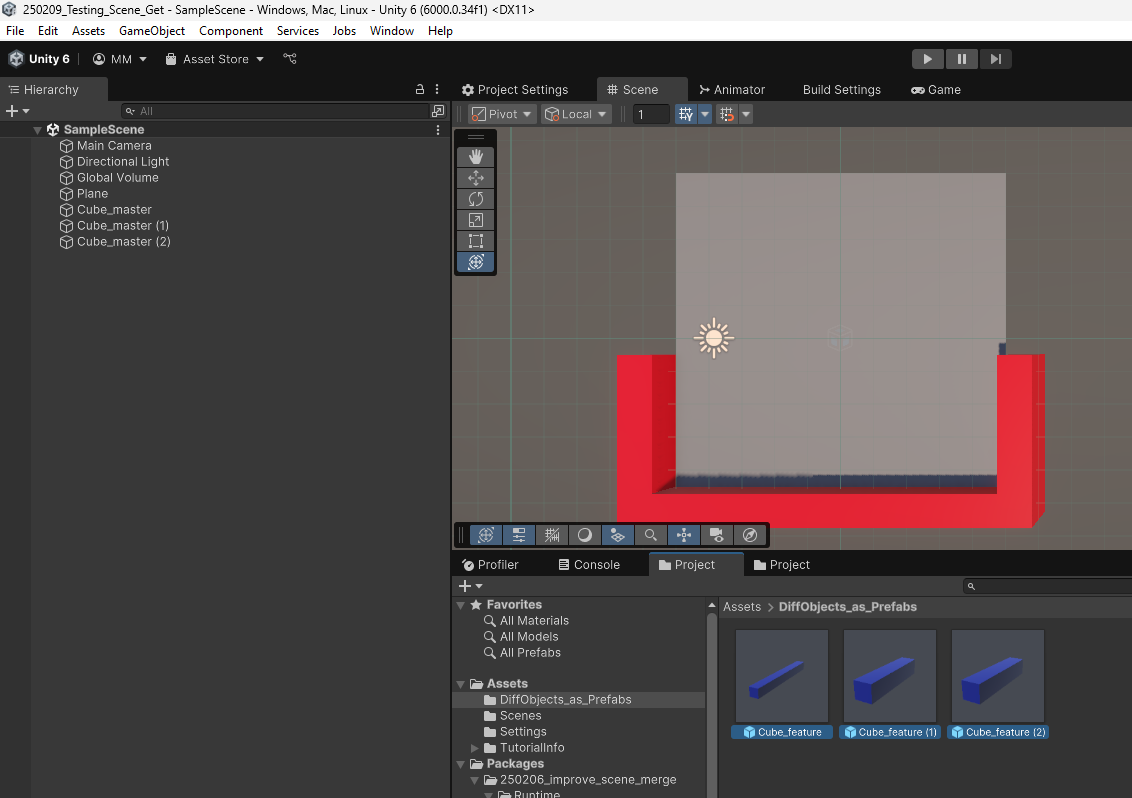 250209_Testing_Scene_Get - SampleScene - Windows, Mac, Linux - Unity 6 (6000.0.34f1) <DX11>
File Edit Assets GameObject Component Services Jobs Window Help
Unity 6 MM Asset Store
Hierarchy
Project Settings Scene Animator Build Settings Game
All
Pivot Local 1
SampleScene
Main Camera
Directional Light
Global Volume
Plane
Cube_master
Cube_master (1)
Cube_master (2)
Profiler Console Project Project
Favorites
All Materials
All Models
All Prefabs
Assets
DiffObjects_as_Prefabs
Scenes
Settings
TutorialInfo
Packages
250206_improve_scene_merge
Runtime
Assets > DiffObjects_as_Prefabs
Cube_feature Cube_feature (1) Cube_feature (2)